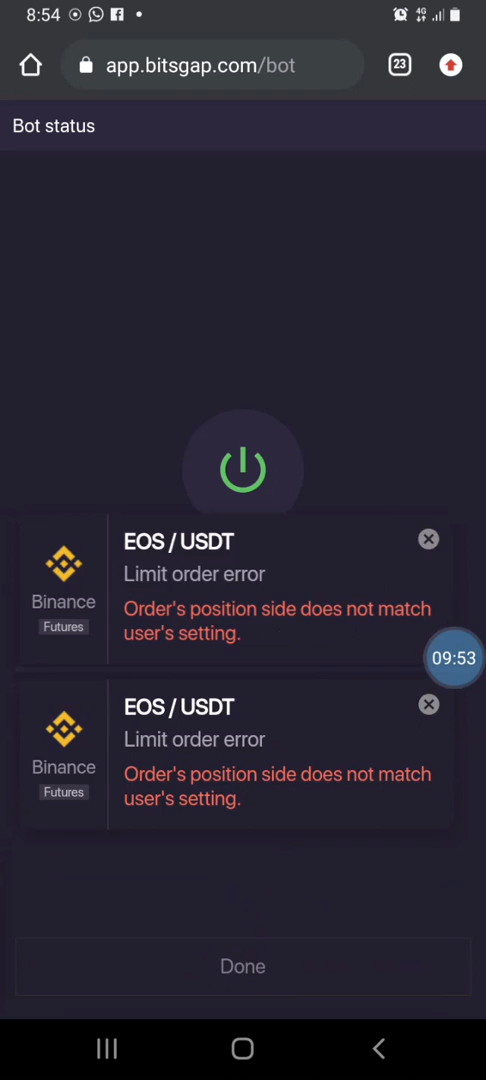 8:54
4G
app.bitsgap.com/bot
23
Bot status
EOS / USDT
Limit order error
Binance
Futures
Order's position side does not match
user's setting.
09:53
EOS / USDT
Limit order error
Binance
Futures
Order's position side does not match
user's setting.
Done